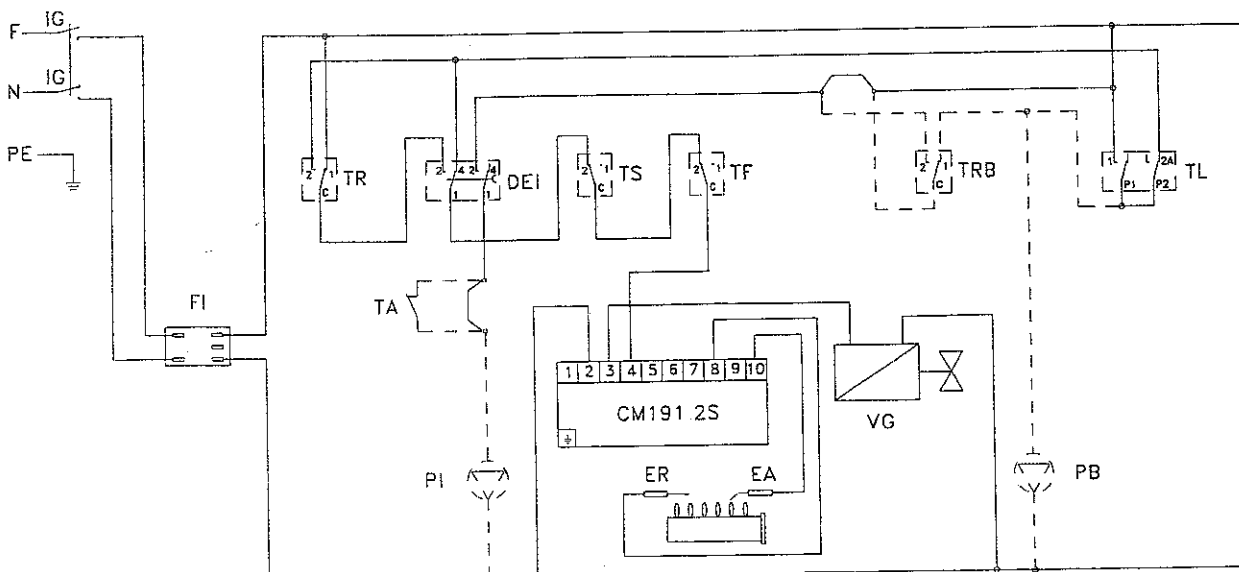 F IG
N IG
PE
FI
2 1 C TR
2 4 2 4 1 1 DEI
2 1 C TS
2 1 C TF
2 1 C TRB
1 L 2A P1 P2 TL
TA
1 2 3 4 5 6 7 8 9 10
CM191.2S
VG
PI
ER EA
PB